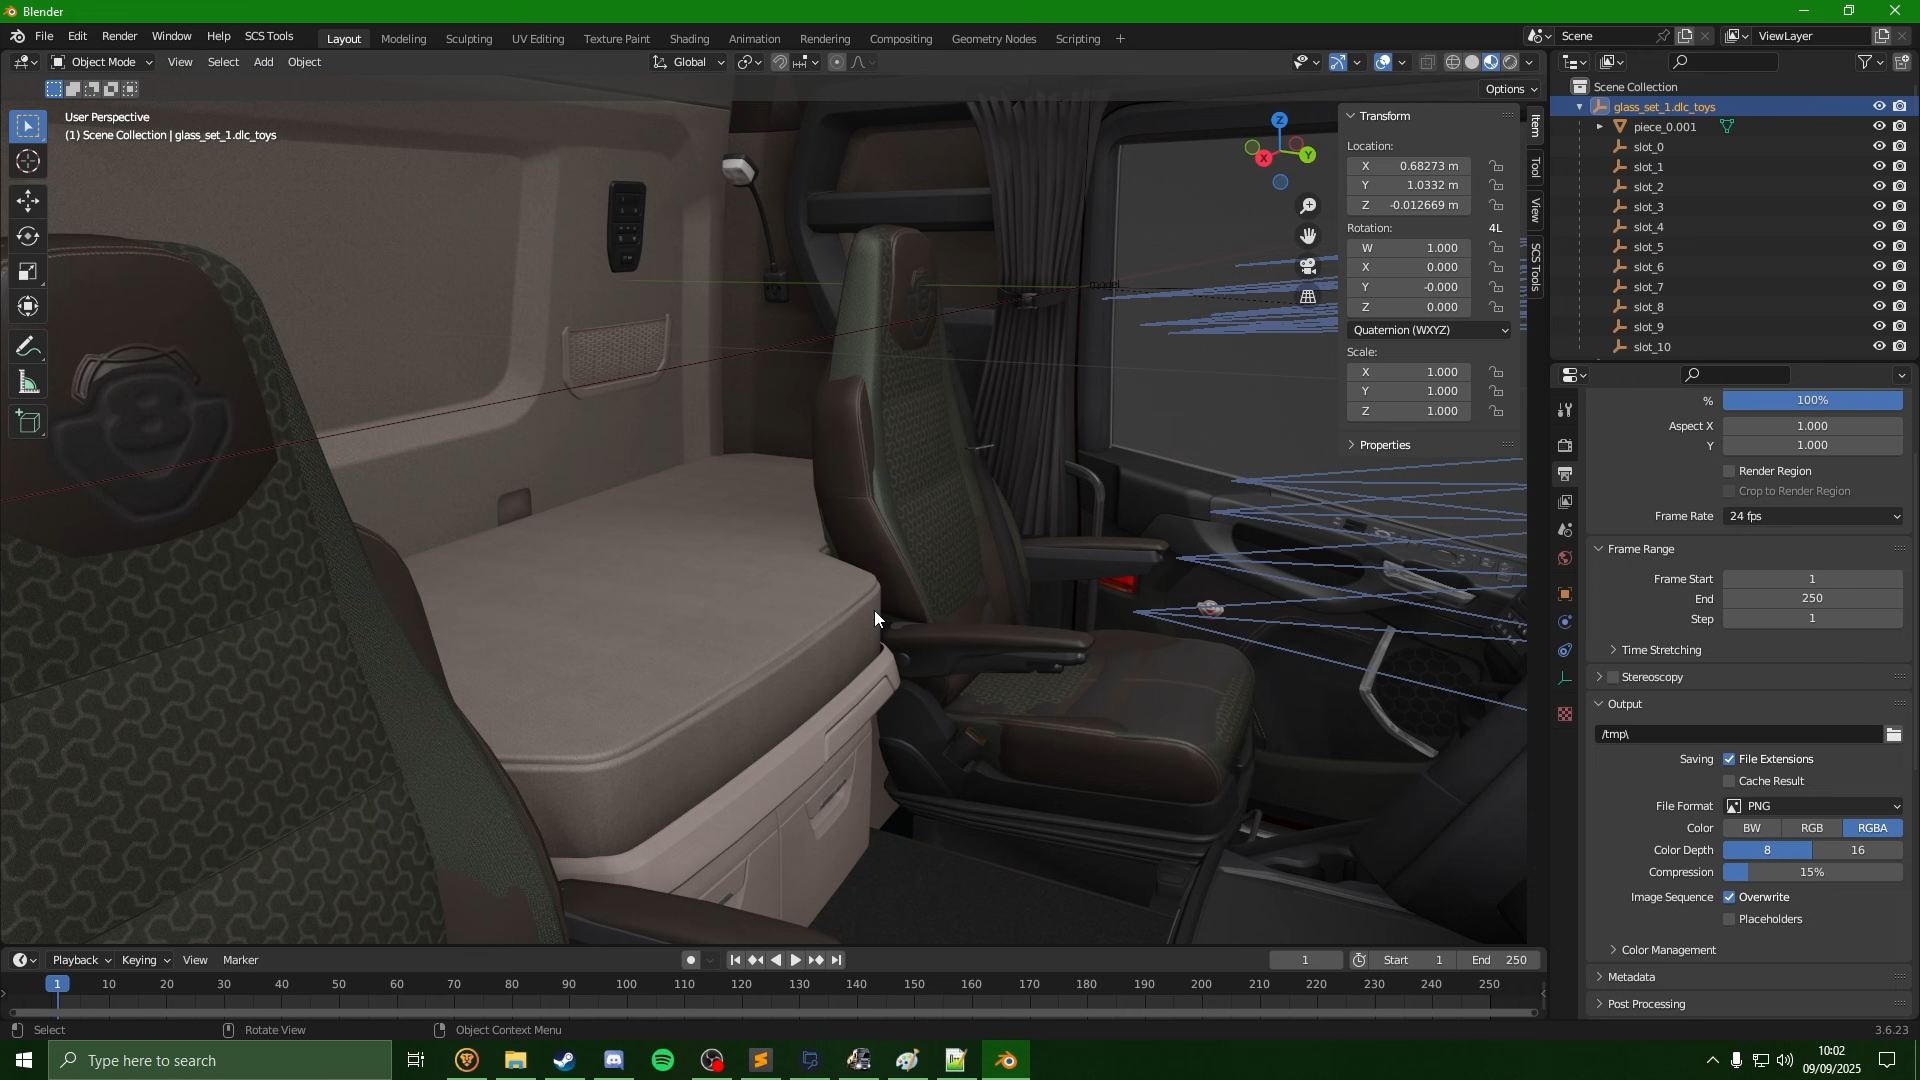 Blender
File Edit Render Window Help SCS Tools
Layout Modeling Sculpting UV Editing Texture Paint Shading Animation Rendering Compositing Geometry Nodes Scripting
Scene
ViewLayer
Object Mode View Select Add Object
Global
Options
User Perspective
(1) Scene Collection | glass_set_1.dlc_toys
Z
X
Y
model
Transform
Location:
X 0.68273 m
Y 1.0332 m
Z -0.012669 m
Rotation: 4L
W 1.000
X 0.000
Y -0.000
Z 0.000
Quaternion (WXYZ)
Scale:
X 1.000
Y 1.000
Z 1.000
Properties
Item
Tool
View
SCS Tools
Scene Collection
glass_set_1.dlc_toys
piece_0.001
slot_0
slot_1
slot_2
slot_3
slot_4
slot_5
slot_6
slot_7
slot_8
slot_9
slot_10
% 100%
Aspect X 1.000
Y 1.000
Render Region
Crop to Render Region
Frame Rate 24 fps
Frame Range
Frame Start 1
End 250
Step 1
Time Stretching
Stereoscopy
Output
/tmp\
Saving File Extensions
Cache Result
File Format PNG
Color BW RGB RGBA
Color Depth 8 16
Compression 15%
Image Sequence Overwrite
Placeholders
Color Management
Metadata
Post Processing
Playback Keying View Marker
1 Start 1 End 250
1 10 20 30 40 50 60 70 80 90 100 110 120 130 140 150 160 170 180 190 200 210 220 230 240 250
Select Rotate View Object Context Menu
3.6.23
Type here to search
10:02
09/09/2025